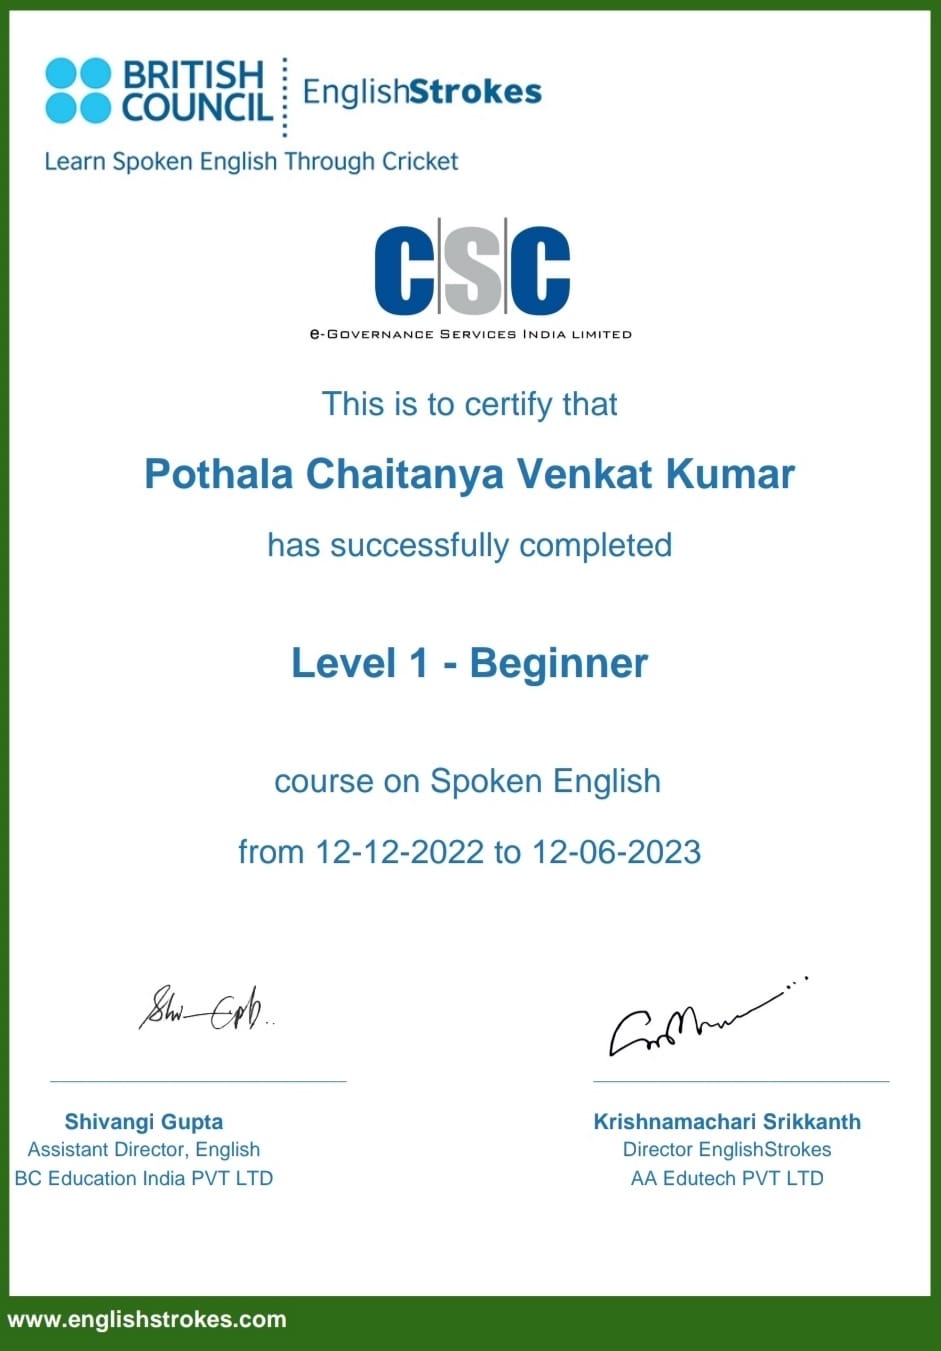 BRITISH
COUNCIL
EnglishStrokes
Learn Spoken English Through Cricket
CSC
e-Governance Services India Limited
This is to certify that
Pothala Chaitanya Venkat Kumar
has successfully completed
Level 1 - Beginner
course on Spoken English
from 12-12-2022 to 12-06-2023
Shivangi Gupta
Assistant Director, English
BC Education India PVT LTD
Krishnamachari Srikkanth
Director EnglishStrokes
AA Edutech PVT LTD
www.englishstrokes.com